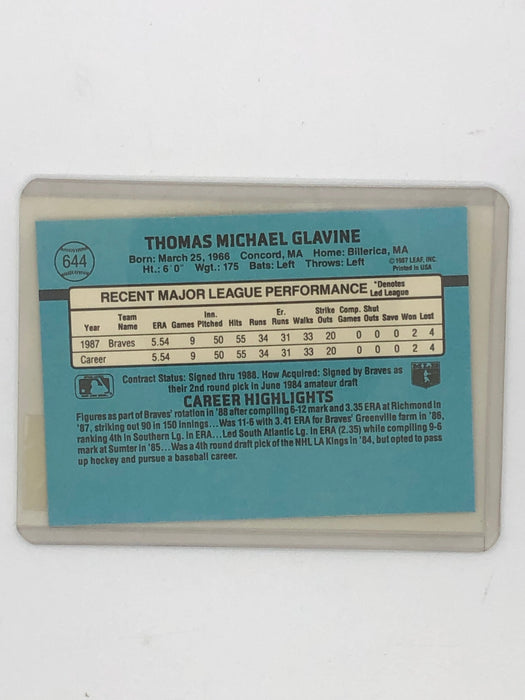 644
THOMAS MICHAEL GLAVINE
Born: March 25, 1966 Concord, MA Home: Billerica, MA
Ht.: 6´0˝ Wgt.: 175 Bats: Left Throws: Left
© 1987 LEAF, INC.
Printed in USA
RECENT MAJOR LEAGUE PERFORMANCE *Denotes Led League
Year Team Name ERA Games Inn. Pitched Hits Runs Er. Runs Walks Strike Outs Comp. Games Shut Outs Save Won Lost
1987 Braves 5.54 9 50 55 34 31 33 20 0 0 0 2 4
Career 5.54 9 50 55 34 31 33 20 0 0 0 2 4
Contract Status: Signed thru 1988. How Acquired: Signed by Braves as
their 2nd round pick in June 1984 amateur draft
CAREER HIGHLIGHTS
Figures as part of Braves' rotation in '88 after compiling 6-12 mark and 3.35 ERA at Richmond in
'87, striking out 90 in 150 innings...Was 11-6 with 3.41 ERA for Braves' Greenville farm in '86,
ranking 4th in Southern Lg. in ERA...Led South Atlantic Lg. in ERA (2.35) while compiling 9-6
mark at Sumter in '85...Was a 4th round draft pick of the NHL LA Kings in '84, but opted to pass
up hockey and pursue a baseball career.